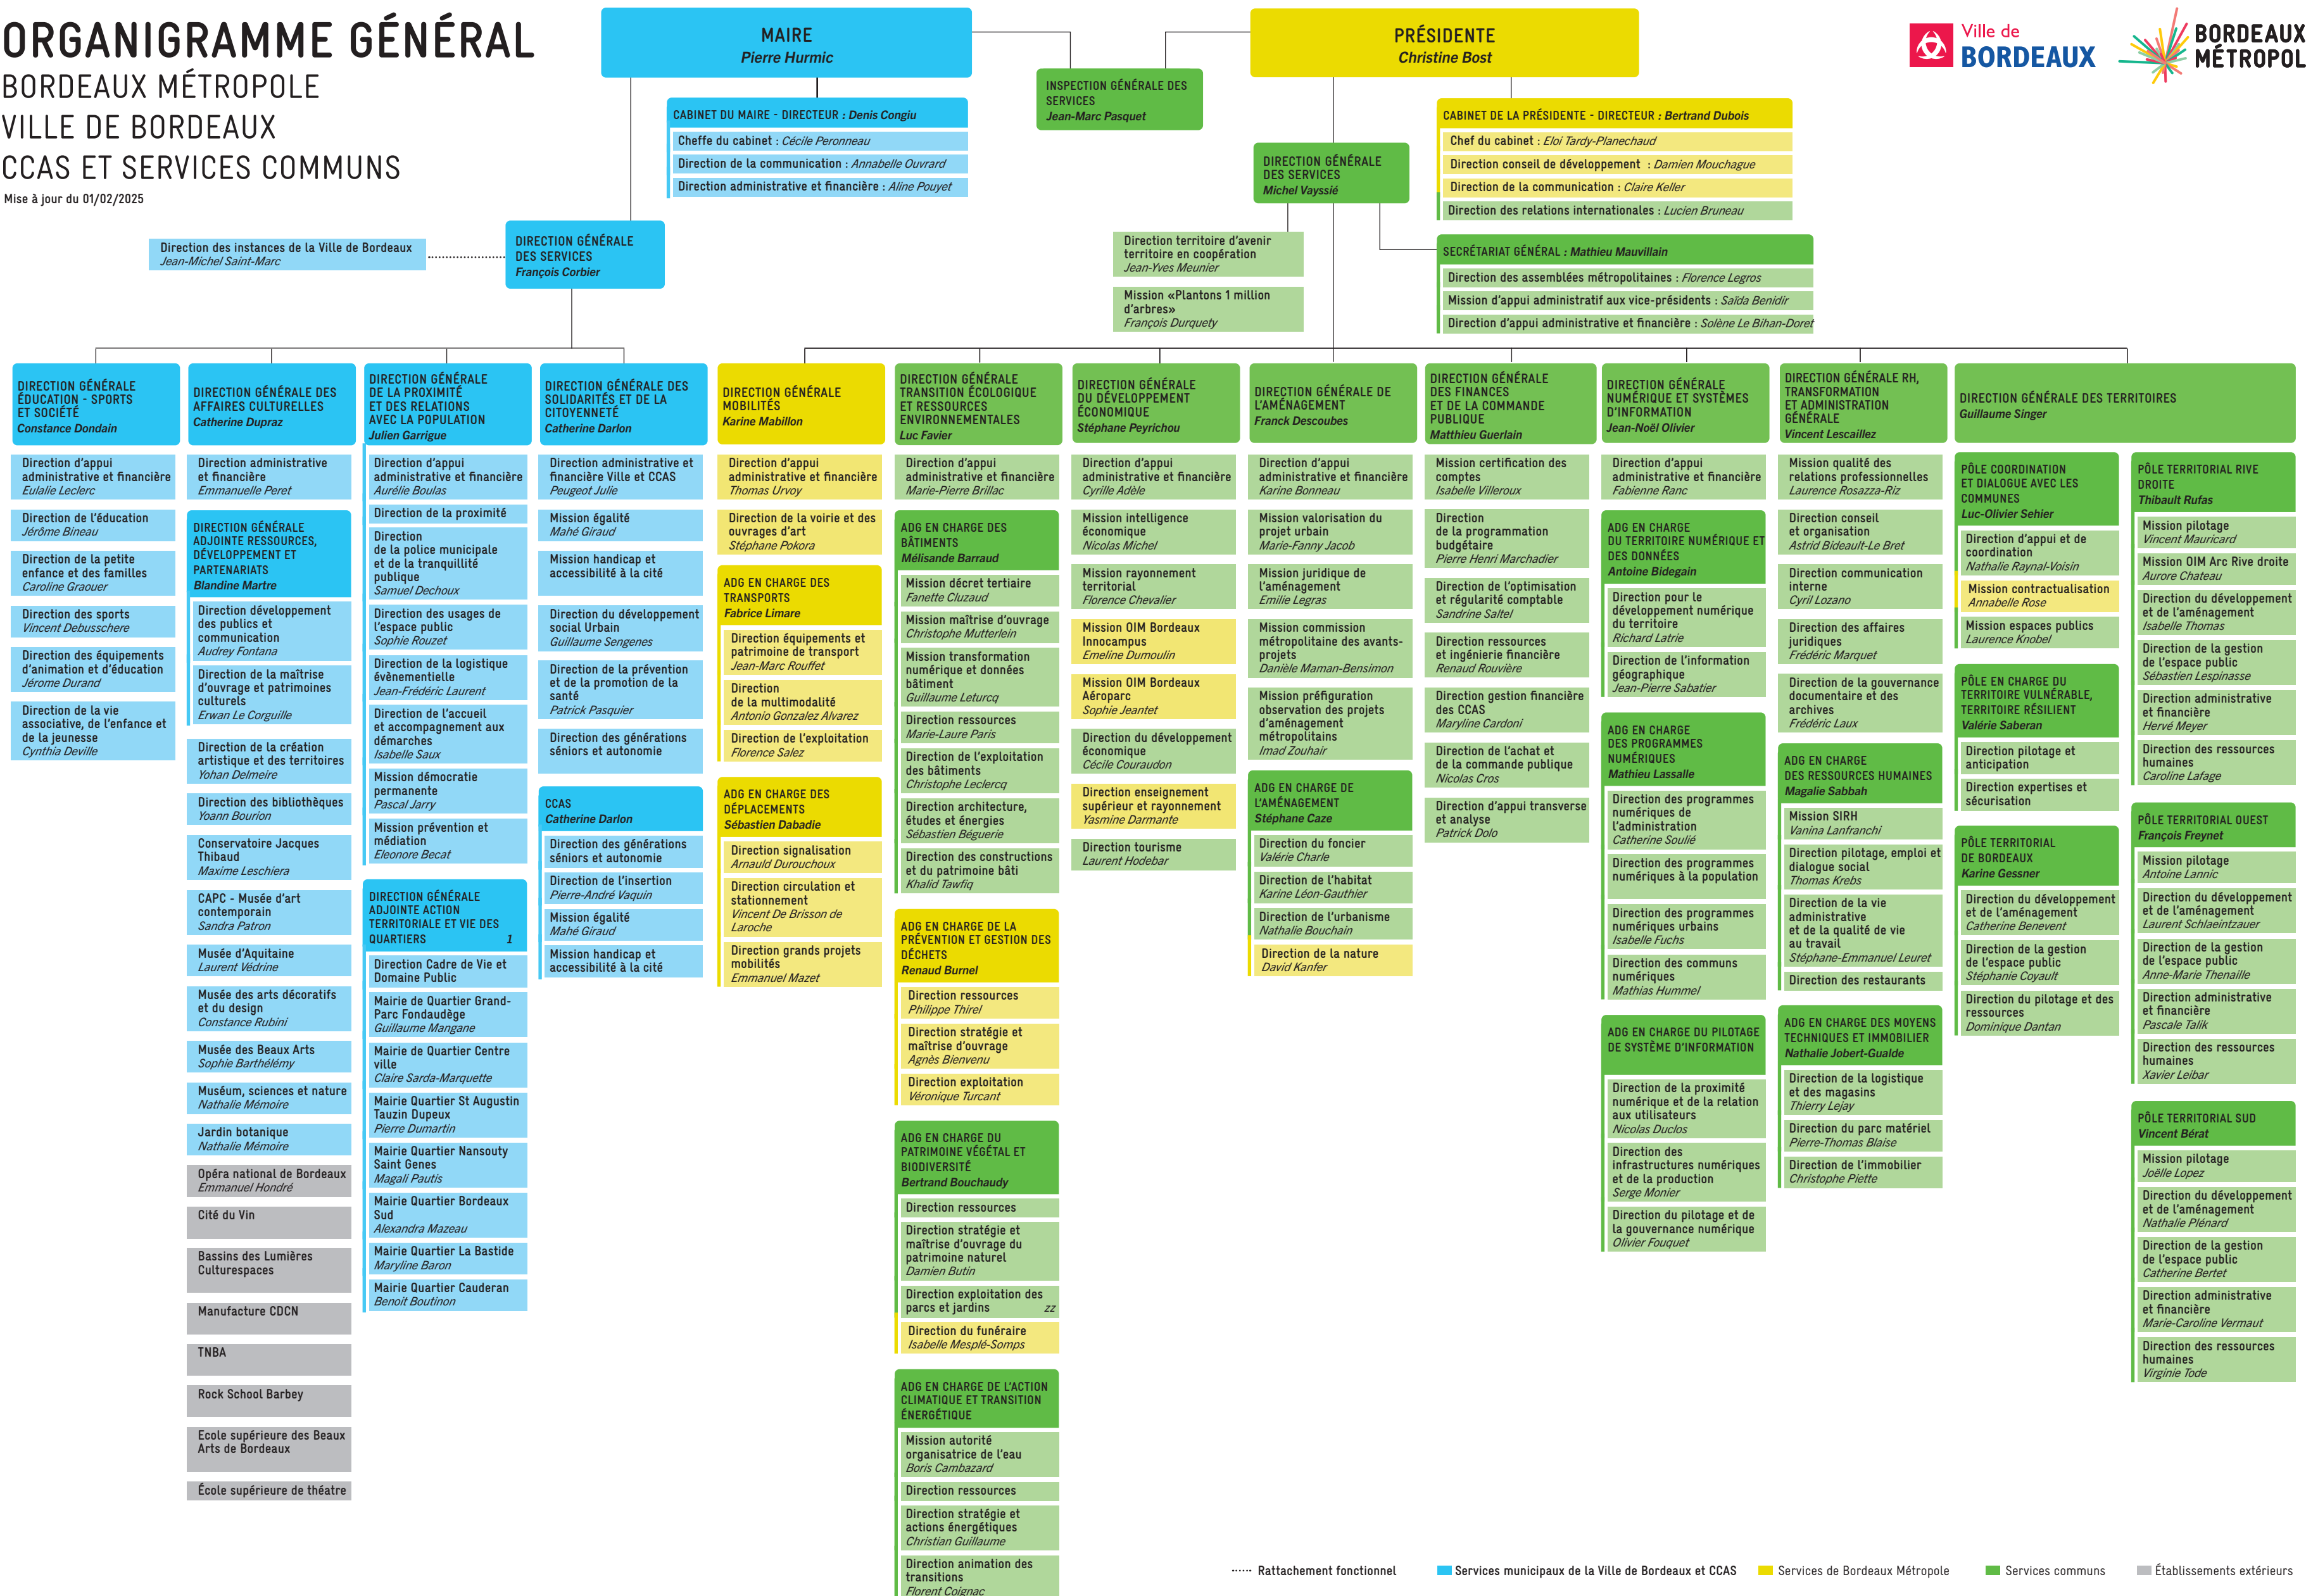 ORGANIGRAMME GÉNÉRAL
BORDEAUX MÉTROPOLE
VILLE DE BORDEAUX
CCAS ET SERVICES COMMUNS
Mise à jour du 01/02/2025
MAIRE
Pierre Hurmic
PRÉSIDENTE
Christine Bost
Ville de
BORDEAUX
BORDEAUX
MÉTROPOL
INSPECTION GÉNÉRALE DES
SERVICES
Jean-Marc Pasquet
CABINET DU MAIRE - DIRECTEUR : Denis Congiu
Cheffe du cabinet : Cécile Peronneau
Direction de la communication : Annabelle Ouvrard
Direction administrative et financière : Aline Pouyet
CABINET DE LA PRÉSIDENTE - DIRECTEUR : Bertrand Dubois
Chef du cabinet : Eloi Tardy-Planechaud
Direction conseil de développement : Damien Mouchague
Direction de la communication : Claire Keller
Direction des relations internationales : Lucien Bruneau
DIRECTION GÉNÉRALE
DES SERVICES
Michel Vayssié
Direction des instances de la Ville de Bordeaux
Jean-Michel Saint-Marc
DIRECTION GÉNÉRALE
DES SERVICES
François Corbier
Direction territoire d'avenir
territoire en coopération
Jean-Yves Meunier
Mission «Plantons 1 million
d'arbres»
François Durquety
SECRÉTARIAT GÉNÉRAL : Mathieu Mauvillain
Direction des assemblées métropolitaines : Florence Legros
Mission d'appui administratif aux vice-présidents : Saïda Benidir
Direction d'appui administrative et financière : Solène Le Bihan-Doret
DIRECTION GÉNÉRALE
ÉDUCATION - SPORTS
ET SOCIÉTÉ
Constance Dondain
Direction d'appui
administrative et financière
Eulalie Leclerc
Direction de l'éducation
Jérôme Bineau
Direction de la petite
enfance et des familles
Caroline Graouer
Direction des sports
Vincent Debusschere
Direction des équipements
d'animation et d'éducation
Jérome Durand
Direction de la vie
associative, de l'enfance et
de la jeunesse
Cynthia Deville
DIRECTION GÉNÉRALE DES
AFFAIRES CULTURELLES
Catherine Dupraz
Direction administrative
et financière
Emmanuelle Peret
DIRECTION GÉNÉRALE
ADJOINTE RESSOURCES,
DÉVELOPPEMENT ET
PARTENARIATS
Blandine Martre
Direction développement
des publics et
communication
Audrey Fontana
Direction de la maîtrise
d'ouvrage et patrimoines
culturels
Erwan Le Corguille
Direction de la création
artistique et des territoires
Yohan Delmeire
Direction des bibliothèques
Yoann Bourion
Conservatoire Jacques
Thibaud
Maxime Leschiera
CAPC - Musée d'art
contemporain
Sandra Patron
Musée d'Aquitaine
Laurent Védrine
Musée des arts décoratifs
et du design
Constance Rubini
Musée des Beaux Arts
Sophie Barthélémy
Muséum, sciences et nature
Nathalie Mémoire
Jardin botanique
Nathalie Mémoire
Opéra national de Bordeaux
Emmanuel Hondré
Cité du Vin
Bassins des Lumières
Culturespaces
Manufacture CDCN
TNBA
Rock School Barbey
Ecole supérieure des Beaux
Arts de Bordeaux
École supérieure de théatre
DIRECTION GÉNÉRALE
DE LA PROXIMITÉ
ET DES RELATIONS
AVEC LA POPULATION
Julien Garrigue
Direction d'appui
administrative et financière
Aurélie Boulas
Direction de la proximité
Direction
de la police municipale
et de la tranquillité
publique
Samuel Dechoux
Direction des usages de
l'espace public
Sophie Rouzet
Direction de la logistique
évènementielle
Jean-Frédéric Laurent
Direction de l'accueil
et accompagnement aux
démarches
Isabelle Saux
Mission démocratie
permanente
Pascal Jarry
Mission prévention et
médiation
Eleonore Becat
DIRECTION GÉNÉRALE
ADJOINTE ACTION
TERRITORIALE ET VIE DES
QUARTIERS 1
Direction Cadre de Vie et
Domaine Public
Mairie de Quartier Grand-
Parc Fondaudège
Guillaume Mangane
Mairie de Quartier Centre
ville
Claire Sarda-Marquette
Mairie Quartier St Augustin
Tauzin Dupeux
Pierre Dumartin
Mairie Quartier Nansouty
Saint Genes
Magali Pautis
Mairie Quartier Bordeaux
Sud
Alexandra Mazeau
Mairie Quartier La Bastide
Maryline Baron
Mairie Quartier Cauderan
Benoit Boutinon
DIRECTION GÉNÉRALE DES
SOLIDARITÉS ET DE LA
CITOYENNETÉ
Catherine Darlon
Direction administrative et
financière Ville et CCAS
Peugeot Julie
Mission égalité
Mahé Giraud
Mission handicap et
accessibilité à la cité
Direction du développement
social Urbain
Guillaume Sengenes
Direction de la prévention
et de la promotion de la
santé
Patrick Pasquier
Direction des générations
séniors et autonomie
CCAS
Catherine Darlon
Direction des générations
séniors et autonomie
Direction de l'insertion
Pierre-André Vaquin
Mission égalité
Mahé Giraud
Mission handicap et
accessibilité à la cité
DIRECTION GÉNÉRALE
MOBILITÉS
Karine Mabillon
Direction d'appui
administrative et financière
Thomas Urvoy
Direction de la voirie et des
ouvrages d'art
Stéphane Pokora
ADG EN CHARGE DES
TRANSPORTS
Fabrice Limare
Direction équipements et
patrimoine de transport
Jean-Marc Rouffet
Direction
de la multimodalité
Antonio Gonzalez Alvarez
Direction de l'exploitation
Florence Salez
ADG EN CHARGE DES
DÉPLACEMENTS
Sébastien Dabadie
Direction signalisation
Arnauld Durouchoux
Direction circulation et
stationnement
Vincent De Brisson de
Laroche
Direction grands projets
mobilités
Emmanuel Mazet
DIRECTION GÉNÉRALE
TRANSITION ÉCOLOGIQUE
ET RESSOURCES
ENVIRONNEMENTALES
Luc Favier
Direction d'appui
administrative et financière
Marie-Pierre Brillac
ADG EN CHARGE DES
BÂTIMENTS
Mélisande Barraud
Mission décret tertiaire
Fanette Cluzaud
Mission maîtrise d'ouvrage
Christophe Mutterlein
Mission transformation
numérique et données
bâtiment
Guillaume Leturcq
Direction ressources
Marie-Laure Paris
Direction de l'exploitation
des bâtiments
Christophe Leclercq
Direction architecture,
études et énergies
Sébastien Béguerie
Direction des constructions
et du patrimoine bâti
Khalid Tawfiq
ADG EN CHARGE DE LA
PRÉVENTION ET GESTION DES
DÉCHETS
Renaud Burnel
Direction ressources
Philippe Thirel
Direction stratégie et
maîtrise d'ouvrage
Agnès Bienvenu
Direction exploitation
Véronique Turcant
ADG EN CHARGE DU
PATRIMOINE VÉGÉTAL ET
BIODIVERSITÉ
Bertrand Bouchaudy
Direction ressources
Direction stratégie et
maîtrise d'ouvrage du
patrimoine naturel
Damien Butin
Direction exploitation des
parcs et jardins zz
Direction du funéraire
Isabelle Mesplé-Somps
ADG EN CHARGE DE L'ACTION
CLIMATIQUE ET TRANSITION
ÉNERGÉTIQUE
Mission autorité
organisatrice de l'eau
Boris Cambazard
Direction ressources
Direction stratégie et
actions énergétiques
Christian Guillaume
Direction animation des
transitions
Florent Coignac
DIRECTION GÉNÉRALE
DU DÉVELOPPEMENT
ÉCONOMIQUE
Stéphane Peyrichou
Direction d'appui
administrative et financière
Cyrille Adèle
Mission intelligence
économique
Nicolas Michel
Mission rayonnement
territorial
Florence Chevalier
Mission OIM Bordeaux
Innocampus
Emeline Dumoulin
Mission OIM Bordeaux
Aéroparc
Sophie Jeantet
Direction du développement
économique
Cécile Couraudon
Direction enseignement
supérieur et rayonnement
Yasmine Darmante
Direction tourisme
Laurent Hodebar
DIRECTION GÉNÉRALE DE
L'AMÉNAGEMENT
Franck Descoubes
Direction d'appui
administrative et financière
Karine Bonneau
Mission valorisation du
projet urbain
Marie-Fanny Jacob
Mission juridique de
l'aménagement
Emilie Legras
Mission commission
métropolitaine des avants-
projets
Danièle Maman-Bensimon
Mission préfiguration
observation des projets
d'aménagement
métropolitains
Imad Zouhair
ADG EN CHARGE DE
L'AMÉNAGEMENT
Stéphane Caze
Direction du foncier
Valérie Charle
Direction de l'habitat
Karine Léon-Gauthier
Direction de l'urbanisme
Nathalie Bouchain
Direction de la nature
David Kanfer
DIRECTION GÉNÉRALE
DES FINANCES
ET DE LA COMMANDE
PUBLIQUE
Matthieu Guerlain
Mission certification des
comptes
Isabelle Villeroux
Direction
de la programmation
budgétaire
Pierre Henri Marchadier
Direction de l'optimisation
et régularité comptable
Sandrine Saltel
Direction ressources
et ingénierie financière
Renaud Rouvière
Direction gestion financière
des CCAS
Maryline Cardoni
Direction de l'achat et
de la commande publique
Nicolas Cros
Direction d'appui transverse
et analyse
Patrick Dolo
DIRECTION GÉNÉRALE
NUMÉRIQUE ET SYSTÈMES
D'INFORMATION
Jean-Noël Olivier
Direction d'appui
administrative et financière
Fabienne Ranc
ADG EN CHARGE
DU TERRITOIRE NUMÉRIQUE ET
DES DONNÉES
Antoine Bidegain
Direction pour le
développement numérique
du territoire
Richard Latrie
Direction de l'information
géographique
Jean-Pierre Sabatier
ADG EN CHARGE
DES PROGRAMMES
NUMÉRIQUES
Mathieu Lassalle
Direction des programmes
numériques de
l'administration
Catherine Soulié
Direction des programmes
numériques à la population
Direction des programmes
numériques urbains
Isabelle Fuchs
Direction des communs
numériques
Mathias Hummel
ADG EN CHARGE DU PILOTAGE
DE SYSTÈME D'INFORMATION
Direction de la proximité
numérique et de la relation
aux utilisateurs
Nicolas Duclos
Direction des
infrastructures numériques
et de la production
Serge Monier
Direction du pilotage et de
la gouvernance numérique
Olivier Fouquet
DIRECTION GÉNÉRALE RH,
TRANSFORMATION
ET ADMINISTRATION
GÉNÉRALE
Vincent Lescaillez
Mission qualité des
relations professionnelles
Laurence Rosazza-Riz
Direction conseil
et organisation
Astrid Bideault-Le Bret
Direction communication
interne
Cyril Lozano
Direction des affaires
juridiques
Frédéric Marquet
Direction de la gouvernance
documentaire et des
archives
Frédéric Laux
ADG EN CHARGE
DES RESSOURCES HUMAINES
Magalie Sabbah
Mission SIRH
Vanina Lanfranchi
Direction pilotage, emploi et
dialogue social
Thomas Krebs
Direction de la vie
administrative
et de la qualité de vie
au travail
Stéphane-Emmanuel Leuret
Direction des restaurants
ADG EN CHARGE DES MOYENS
TECHNIQUES ET IMMOBILIER
Nathalie Jobert-Gualde
Direction de la logistique
et des magasins
Thierry Lejay
Direction du parc matériel
Pierre-Thomas Blaise
Direction de l'immobilier
Christophe Piette
DIRECTION GÉNÉRALE DES TERRITOIRES
Guillaume Singer
PÔLE COORDINATION
ET DIALOGUE AVEC LES
COMMUNES
Luc-Olivier Sehier
Direction d'appui et de
coordination
Nathalie Raynal-Voisin
Mission contractualisation
Annabelle Rose
Mission espaces publics
Laurence Knobel
PÔLE EN CHARGE DU
TERRITOIRE VULNÉRABLE,
TERRITOIRE RÉSILIENT
Valérie Saberan
Direction pilotage et
anticipation
Direction expertises et
sécurisation
PÔLE TERRITORIAL
DE BORDEAUX
Karine Gessner
Direction du développement
et de l'aménagement
Catherine Benevent
Direction de la gestion
de l'espace public
Stéphanie Coyault
Direction du pilotage et des
ressources
Dominique Dantan
PÔLE TERRITORIAL RIVE
DROITE
Thibault Rufas
Mission pilotage
Vincent Mauricard
Mission OIM Arc Rive droite
Aurore Chateau
Direction du développement
et de l'aménagement
Isabelle Thomas
Direction de la gestion
de l'espace public
Sébastien Lespinasse
Direction administrative
et financière
Hervé Meyer
Direction des ressources
humaines
Caroline Lafage
PÔLE TERRITORIAL OUEST
François Freynet
Mission pilotage
Antoine Lannic
Direction du développement
et de l'aménagement
Laurent Schlaeintzauer
Direction de la gestion
de l'espace public
Anne-Marie Thenaille
Direction administrative
et financière
Pascale Talik
Direction des ressources
humaines
Xavier Leibar
PÔLE TERRITORIAL SUD
Vincent Bérat
Mission pilotage
Joëlle Lopez
Direction du développement
et de l'aménagement
Nathalie Plénard
Direction de la gestion
de l'espace public
Catherine Bertet
Direction administrative
et financière
Marie-Caroline Vermaut
Direction des ressources
humaines
Virginie Tode
Rattachement fonctionnel
Services municipaux de la Ville de Bordeaux et CCAS
Services de Bordeaux Métropole
Services communs
Établissements extérieurs